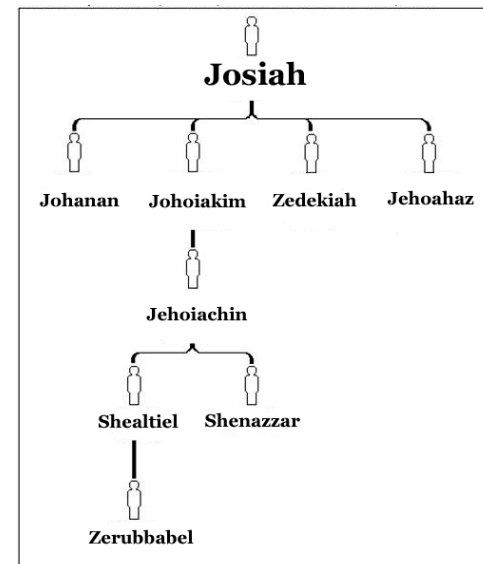 Josiah
Johanan Johoiakim Zedekiah Jehoahaz
Jehoiachin
Shealtiel Shenazzar
Zerubbabel